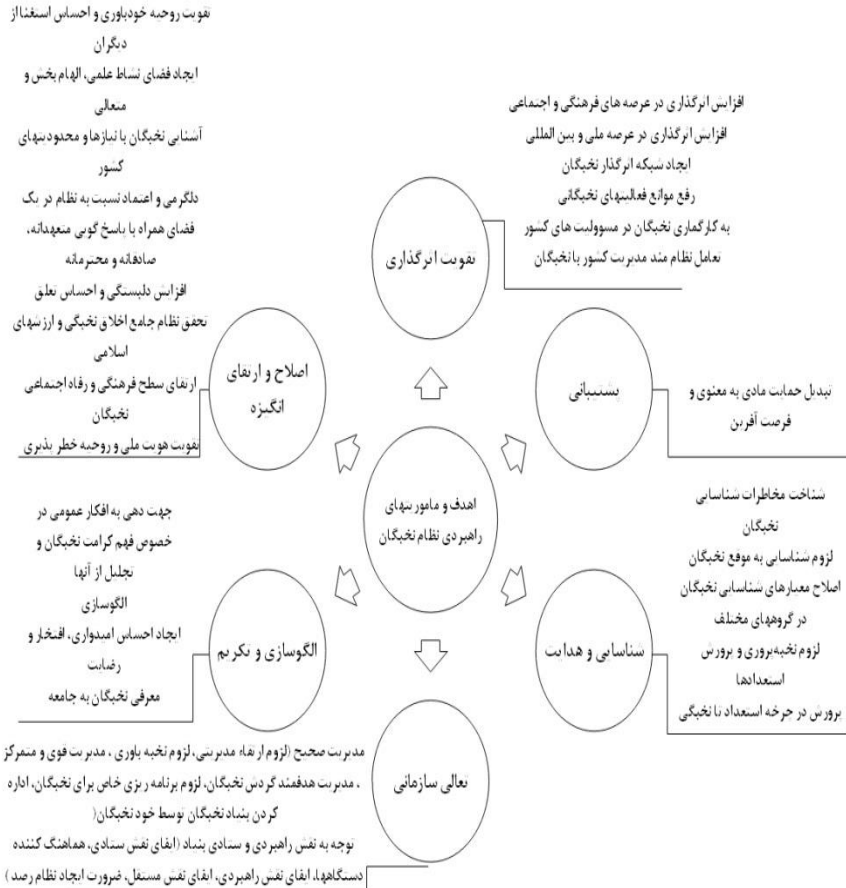 تقویت روحیه خودباوری و احساس استغنا از
دیگران
ایجاد فضای نشاط علمی، الهام بخش و
متعالی
آشنایی نخبگان با نیازها و محدودیتهای
کشور
دلگرمی و اعتماد نسبت به نظام در یک
فضای همراه با پاسخ گویی متعهدانه،
صادقانه و محترمانه
افزایش دلبستگی و احساس تعلق
تحقق نظام جامع اخلاق نخبگی و ارزشهای
اسلامی
ارتقای سطح فرهنگی و رفاه اجتماعی
نخبگان
تقویت هویت ملی و روحیه خطر پذیری
افزایش اثرگذاری در عرصه های فرهنگی و اجتماعی
افزایش اثرگذاری در عرصه ملی و بین المللی
ایجاد شبکه اثرگذار نخبگان
رفع موانع فعالیتهای نخبگانی
به کارگماری نخبگان در مسوولیت های کشور
تعامل نظام مند مدیریت کشور با نخبگان
تقویت اثرگذاری
اصلاح و ارتقای
انگیزه
پشتیبانی
تبدیل حمایت مادی به معنوی و
فرصت آفرین
اهدف و ماموریتهای
راهبردی نظام نخبگان
جهت دهی به افکار عمومی در
خصوص فهم کرامت نخبگان و
تجلیل از آنها
الگوسازی
ایجاد احساس امیدواری، افتخار و
رضایت
معرفی نخبگان به جامعه
الگوسازی و تکریم
شناسایی و هدایت
شناخت مخاطرات شناسایی
نخبگان
لزوم شناسایی به موقع نخبگان
اصلاح معیارهای شناسایی نخبگان
در گروههای مختلف
لزوم نخبه‌پروری و پرورش
استعدادها
پرورش در چرخه استعداد تا نخبگی
تعالی سازمانی
مدیریت صحیح (لزوم ارتقاء مدیریتی، لزوم نخبه یاوری ، مدیریت قوی و متمرکز
، مدیریت هدفمند گردش نخبگان، لزوم برنامه ریزی خاص برای نخبگان، اداره
کردن بنیاد نخبگان توسط خود نخبگان(
توجه به نقش راهبردی و ستادی بنیاد (ایفای نقش ستادی، هماهنگ کننده
دستگاهها، ایفای نقش راهبردی، ایفای نقش مستقل، ضرورت ایجاد نظام رصد )